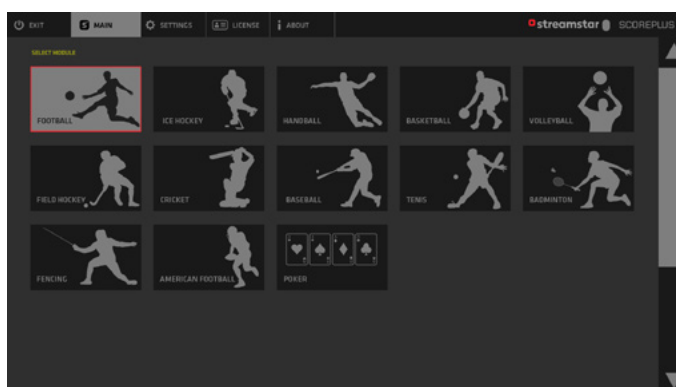 EXIT
S MAIN
SETTINGS
LICENSE
ABOUT
streamstar SCOREPLUS
SELECT MODULE
FOOTBALL
ICE HOCKEY
HANDBALL
BASKETBALL
VOLLEYBALL
FIELD HOCKEY
CRICKET
BASEBALL
TENIS
BADMINTON
FENCING
AMERICAN FOOTBALL
POKER